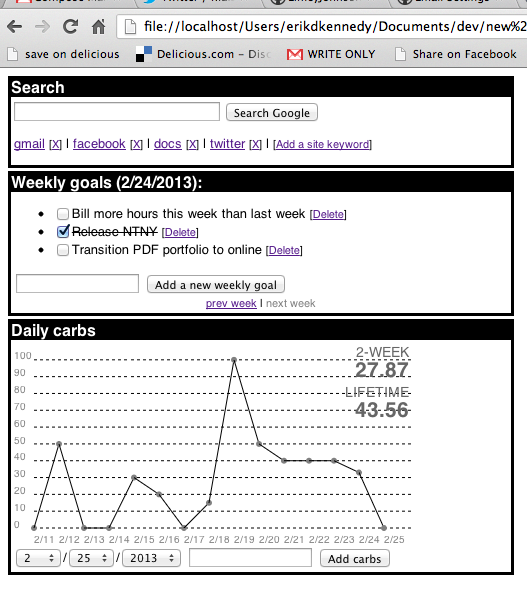 file://localhost/Users/erikdkennedy/Documents/dev/new%2
save on delicious Delicious.com - Disc WRITE ONLY Share on Facebook
Search
Search Google
gmail [X] | facebook [X] | docs [X] | twitter [X] | [Add a site keyword]
Weekly goals (2/24/2013):
Bill more hours this week than last week [Delete]
Release NTNY [Delete]
Transition PDF portfolio to online [Delete]
Add a new weekly goal
prev week | next week
Daily carbs
2-WEEK
27.87
LIFETIME
43.56
100
90
80
70
60
50
40
30
20
10
0
2/11 2/12 2/13 2/14 2/15 2/16 2/17 2/18 2/19 2/20 2/21 2/22 2/23 2/24 2/25
2 / 25 / 2013 Add carbs